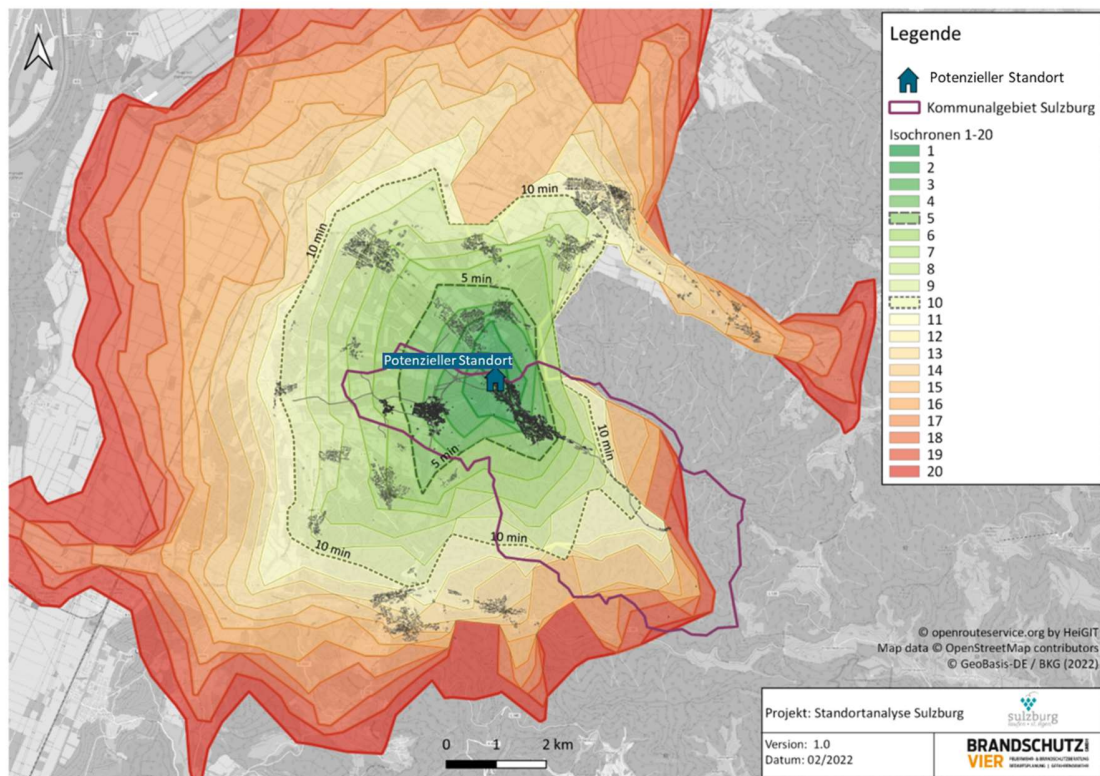 Legende
Potenzieller Standort
Kommunalgebiet Sulzburg
Isochronen 1-20
1
2
3
4
5
6
7
8
9
10
11
12
13
14
15
16
17
18
19
20
10 min
10 min
5 min
Potenzieller Standort
5 min
10 min
10 min
10 min
© openrouteservice.org by HeiGIT
Map data © OpenStreetMap contributors
© GeoBasis-DE / BKG (2022)
0 1 2 km
Projekt: Standortanalyse Sulzburg
sulzburg
Version: 1.0
Datum: 02/2022
BRANDSCHUTZ
VIER